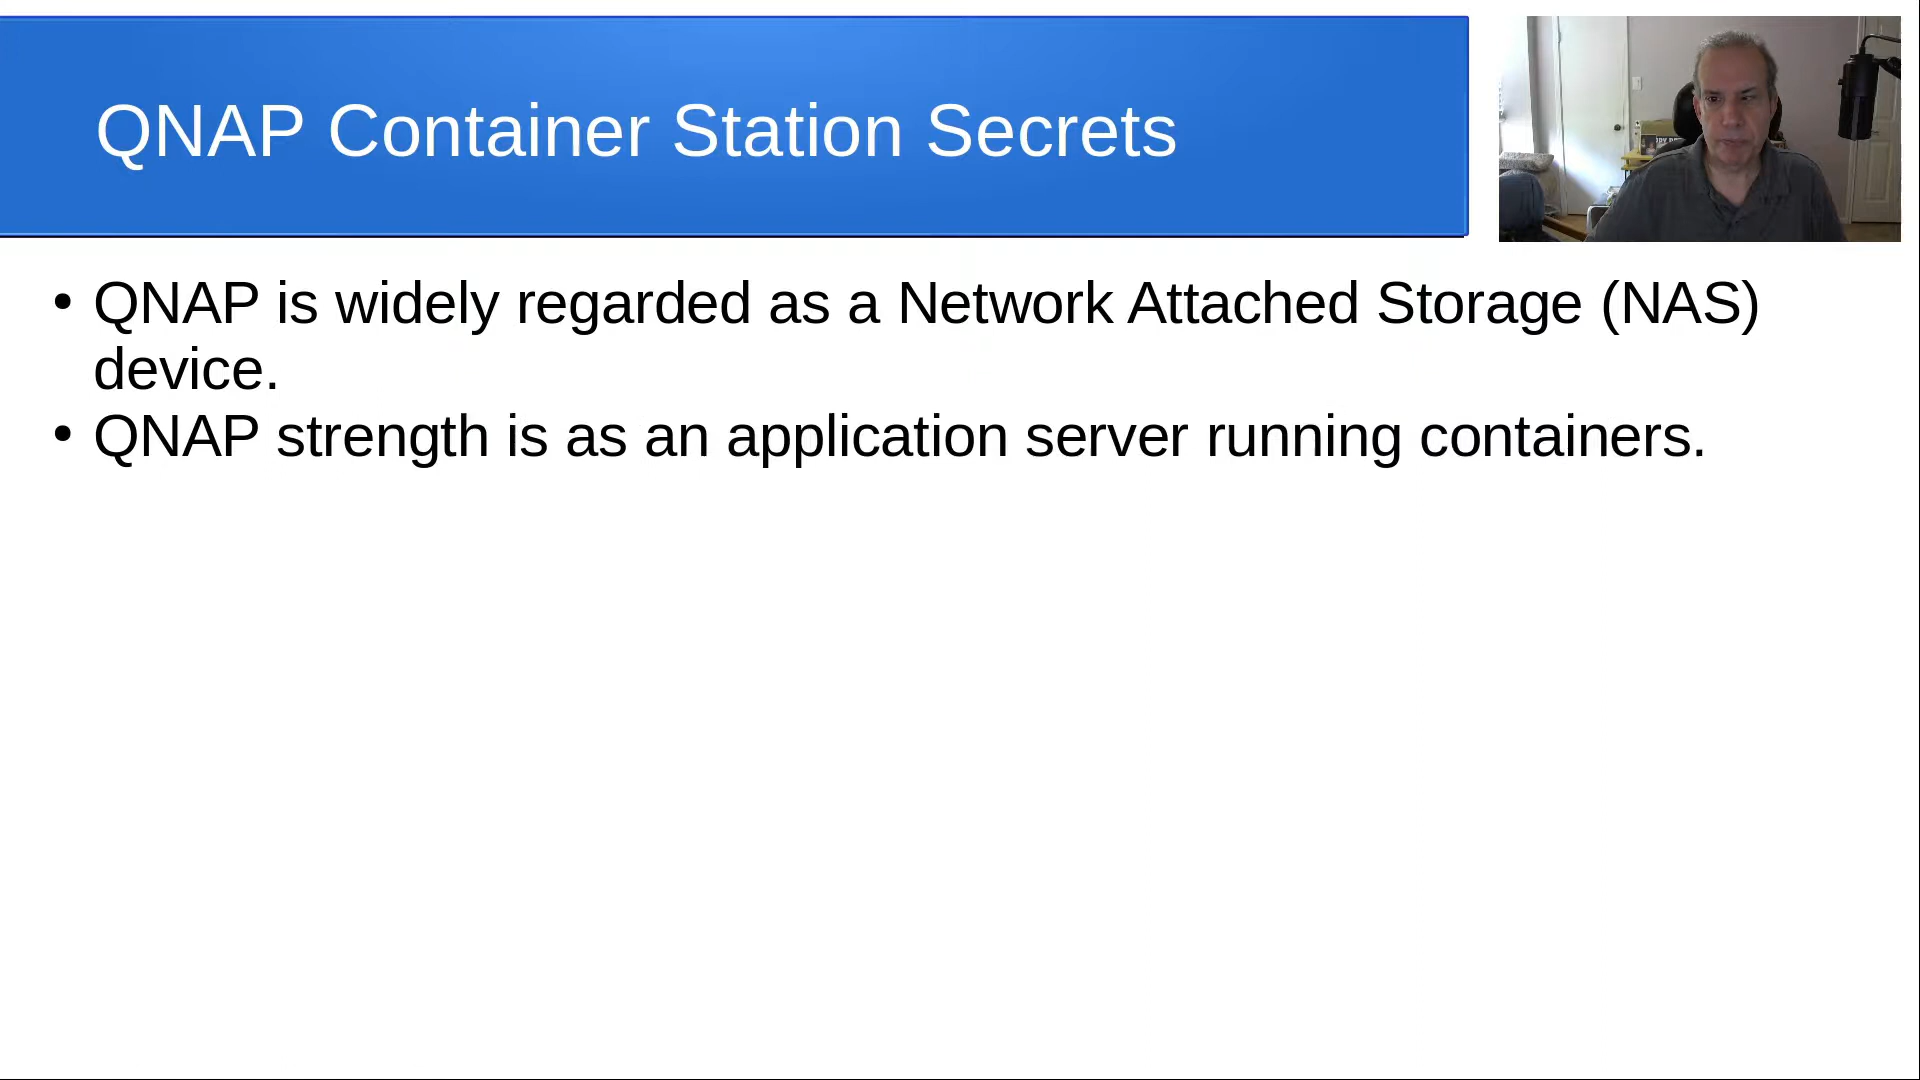 QNAP Container Station Secrets
• QNAP is widely regarded as a Network Attached Storage (NAS)
device.
• QNAP strength is as an application server running containers.